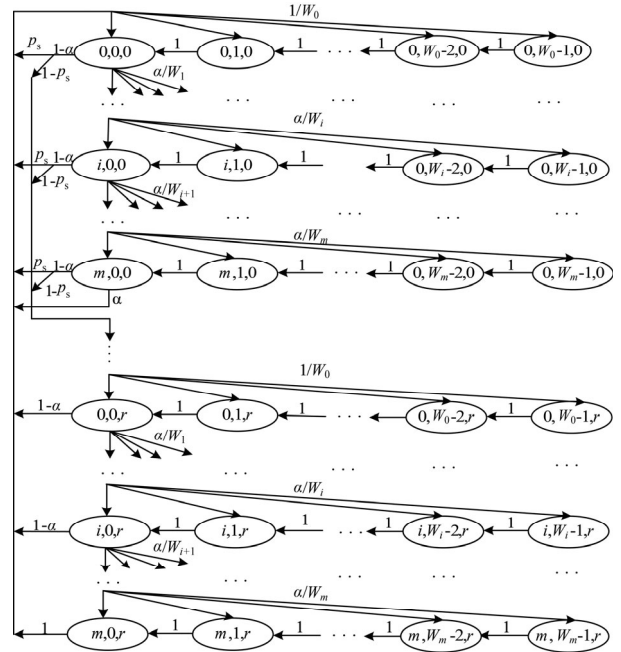 1/W₀
pₛ 1-α 0,0,0 1 0,1,0 1 . . . 1 0,W₀-2,0 1 0,W₀-1,0
1-pₛ α/W₁
. . . . . . . . . . . .
α/Wᵢ
pₛ 1-α i,0,0 1 i,1,0 1 1 0,Wᵢ-2,0 1 0,Wᵢ-1,0
1-pₛ α/Wᵢ₊₁
. . . . . . . . . . . . . . .
α/Wₘ
pₛ 1-α m,0,0 1 m,1,0 1 . . . 1 0,Wₘ-2,0 1 0,Wₘ-1,0
1-pₛ α
. . .
1/W₀
1-α 0,0,r 1 0,1,r 1 . . . 1 0,W₀-2,r 1 0,W₀-1,r
α/W₁
. . . . . . . . . . . . . . .
α/Wᵢ
1-α i,0,r 1 i,1,r 1 . . . 1 i,Wᵢ-2,r 1 i,Wᵢ-1,r
α/Wᵢ₊₁
. . . . . . . . . . . . . . .
α/Wₘ
1 m,0,r 1 m,1,r 1 . . . 1 m,Wₘ-2,r 1 m,Wₘ-1,r